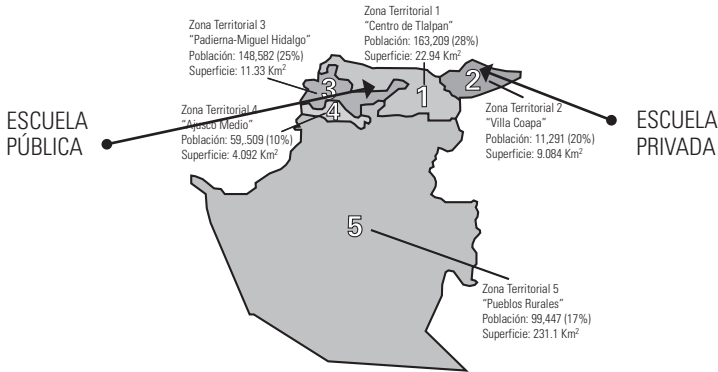 Zona Territorial 3
"Padierna-Miguel Hidalgo"
Población: 148,582 (25%)
Superficie: 11.33 Km²
Zona Territorial 1
"Centro de Tlalpan"
Población: 163,209 (28%)
Superficie: 22.94 Km²
3
1
2
4
5
Zona Territorial 4
"Ajusco Medio"
Población: 59,.509 (10%)
Superficie: 4.092 Km²
Zona Territorial 2
"Villa Coapa"
Población: 11,291 (20%)
Superficie: 9.084 Km²
ESCUELA
PÚBLICA
ESCUELA
PRIVADA
Zona Territorial 5
"Pueblos Rurales"
Población: 99,447 (17%)
Superficie: 231.1 Km²